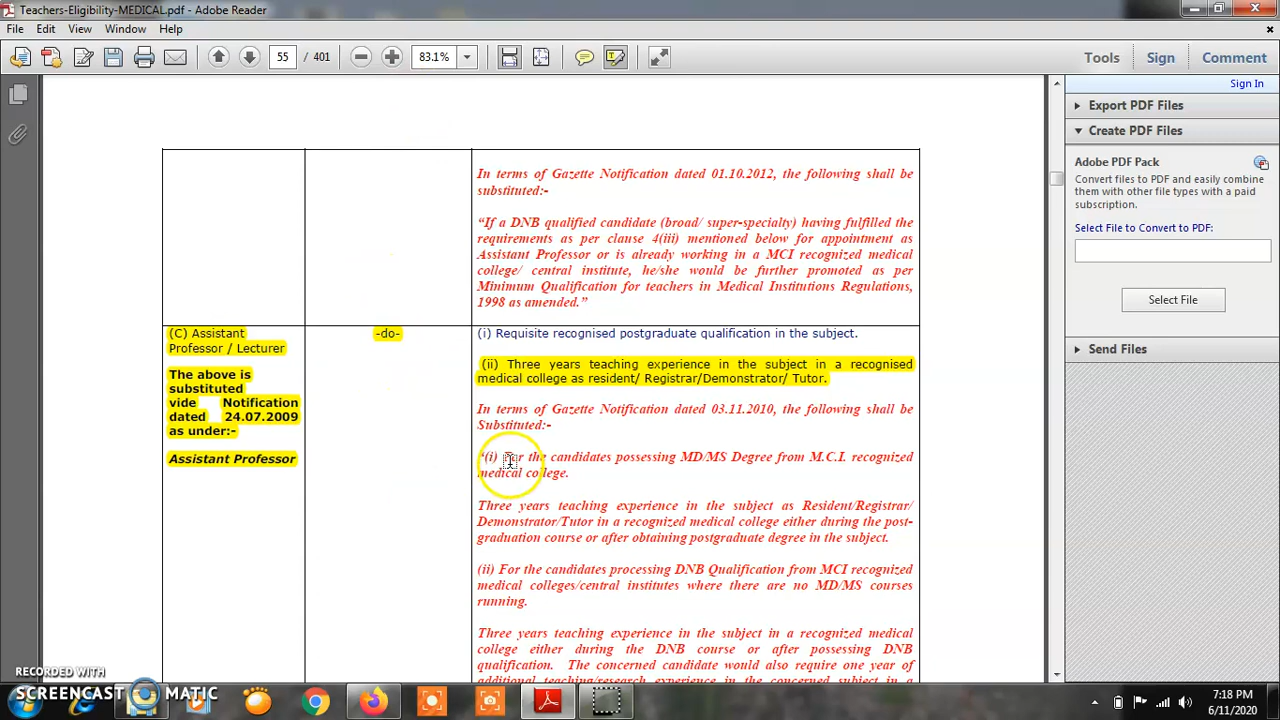 Teachers-Eligibility-MEDICAL.pdf - Adobe Reader
File Edit View Window Help
55 / 401 83.1% Tools Sign Comment
Sign In
Export PDF Files
Create PDF Files
Adobe PDF Pack
Convert files to PDF and easily combine
them with other file types with a paid
subscription.
Select File to Convert to PDF:
Select File
Send Files
In terms of Gazette Notification dated 01.10.2012, the following shall be
substituted:-
“If a DNB qualified candidate (broad/ super-specialty) having fulfilled the
requirements as per clause 4(iii) mentioned below for appointment as
Assistant Professor or is already working in a MCI recognized medical
college/ central institute, he/she would be further promoted as per
Minimum Qualification for teachers in Medical Institutions Regulations,
1998 as amended.”
(C) Assistant
Professor / Lecturer
The above is
substituted
vide Notification
dated 24.07.2009
as under:-
Assistant Professor
-do-
(i) Requisite recognised postgraduate qualification in the subject.
(ii) Three years teaching experience in the subject in a recognised
medical college as resident/ Registrar/Demonstrator/ Tutor.
In terms of Gazette Notification dated 03.11.2010, the following shall be
Substituted:-
“(i) For the candidates possessing MD/MS Degree from M.C.I. recognized
medical college.
Three years teaching experience in the subject as Resident/Registrar/
Demonstrator/Tutor in a recognized medical college either during the post-
graduation course or after obtaining postgraduate degree in the subject.
(ii) For the candidates processing DNB Qualification from MCI recognized
medical colleges/central institutes where there are no MD/MS courses
running.
Three years teaching experience in the subject in a recognized medical
college either during the DNB course or after possessing DNB
qualification. The concerned candidate would also require one year of
additional teaching/research experience in the concerned subject in a
RECORDED WITH
SCREENCAST MATIC
7:18 PM
6/11/2020